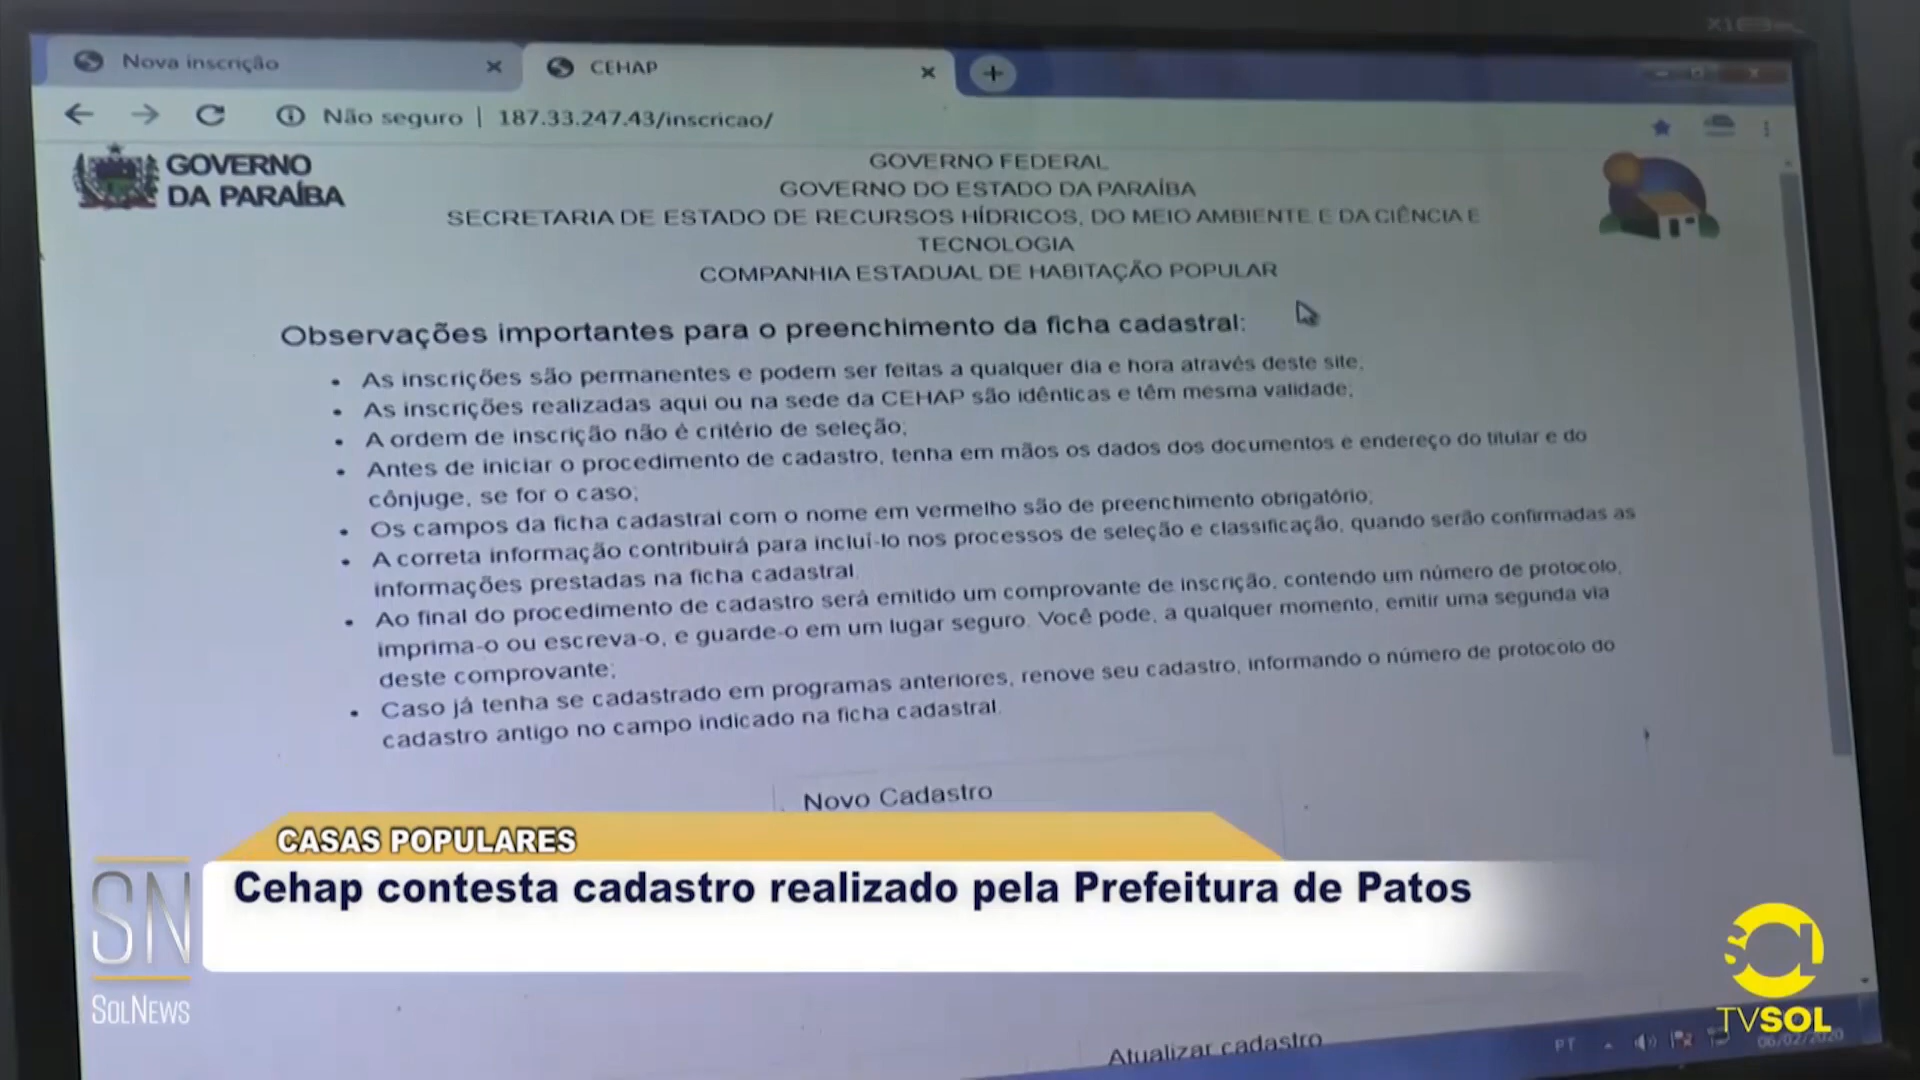 Nova inscrição
CEHAP
Não seguro | 187.33.247.43/inscricao/
GOVERNO
DA PARAÍBA
GOVERNO FEDERAL
GOVERNO DO ESTADO DA PARAÍBA
SECRETARIA DE ESTADO DE RECURSOS HÍDRICOS, DO MEIO AMBIENTE E DA CIÊNCIA E
TECNOLOGIA
COMPANHIA ESTADUAL DE HABITAÇÃO POPULAR
Observações importantes para o preenchimento da ficha cadastral:
• As inscrições são permanentes e podem ser feitas a qualquer dia e hora através deste site.
• As inscrições realizadas aqui ou na sede da CEHAP são idênticas e têm mesma validade;
• A ordem de inscrição não é critério de seleção;
• Antes de iniciar o procedimento de cadastro, tenha em mãos os dados dos documentos e endereço do titular e do
cônjuge, se for o caso;
• Os campos da ficha cadastral com o nome em vermelho são de preenchimento obrigatório;
• A correta informação contribuirá para incluí-lo nos processos de seleção e classificação, quando serão confirmadas as
informações prestadas na ficha cadastral.
• Ao final do procedimento de cadastro será emitido um comprovante de inscrição, contendo um número de protocolo,
imprima-o ou escreva-o, e guarde-o em um lugar seguro. Você pode, a qualquer momento, emitir uma segunda via
deste comprovante;
• Caso já tenha se cadastrado em programas anteriores, renove seu cadastro, informando o número de protocolo do
cadastro antigo no campo indicado na ficha cadastral.
Novo Cadastro
CASAS POPULARES
Cehap contesta cadastro realizado pela Prefeitura de Patos
SN
SOLNEWS
TVSOL
Atualizar cadastro
PT
06/02/2020